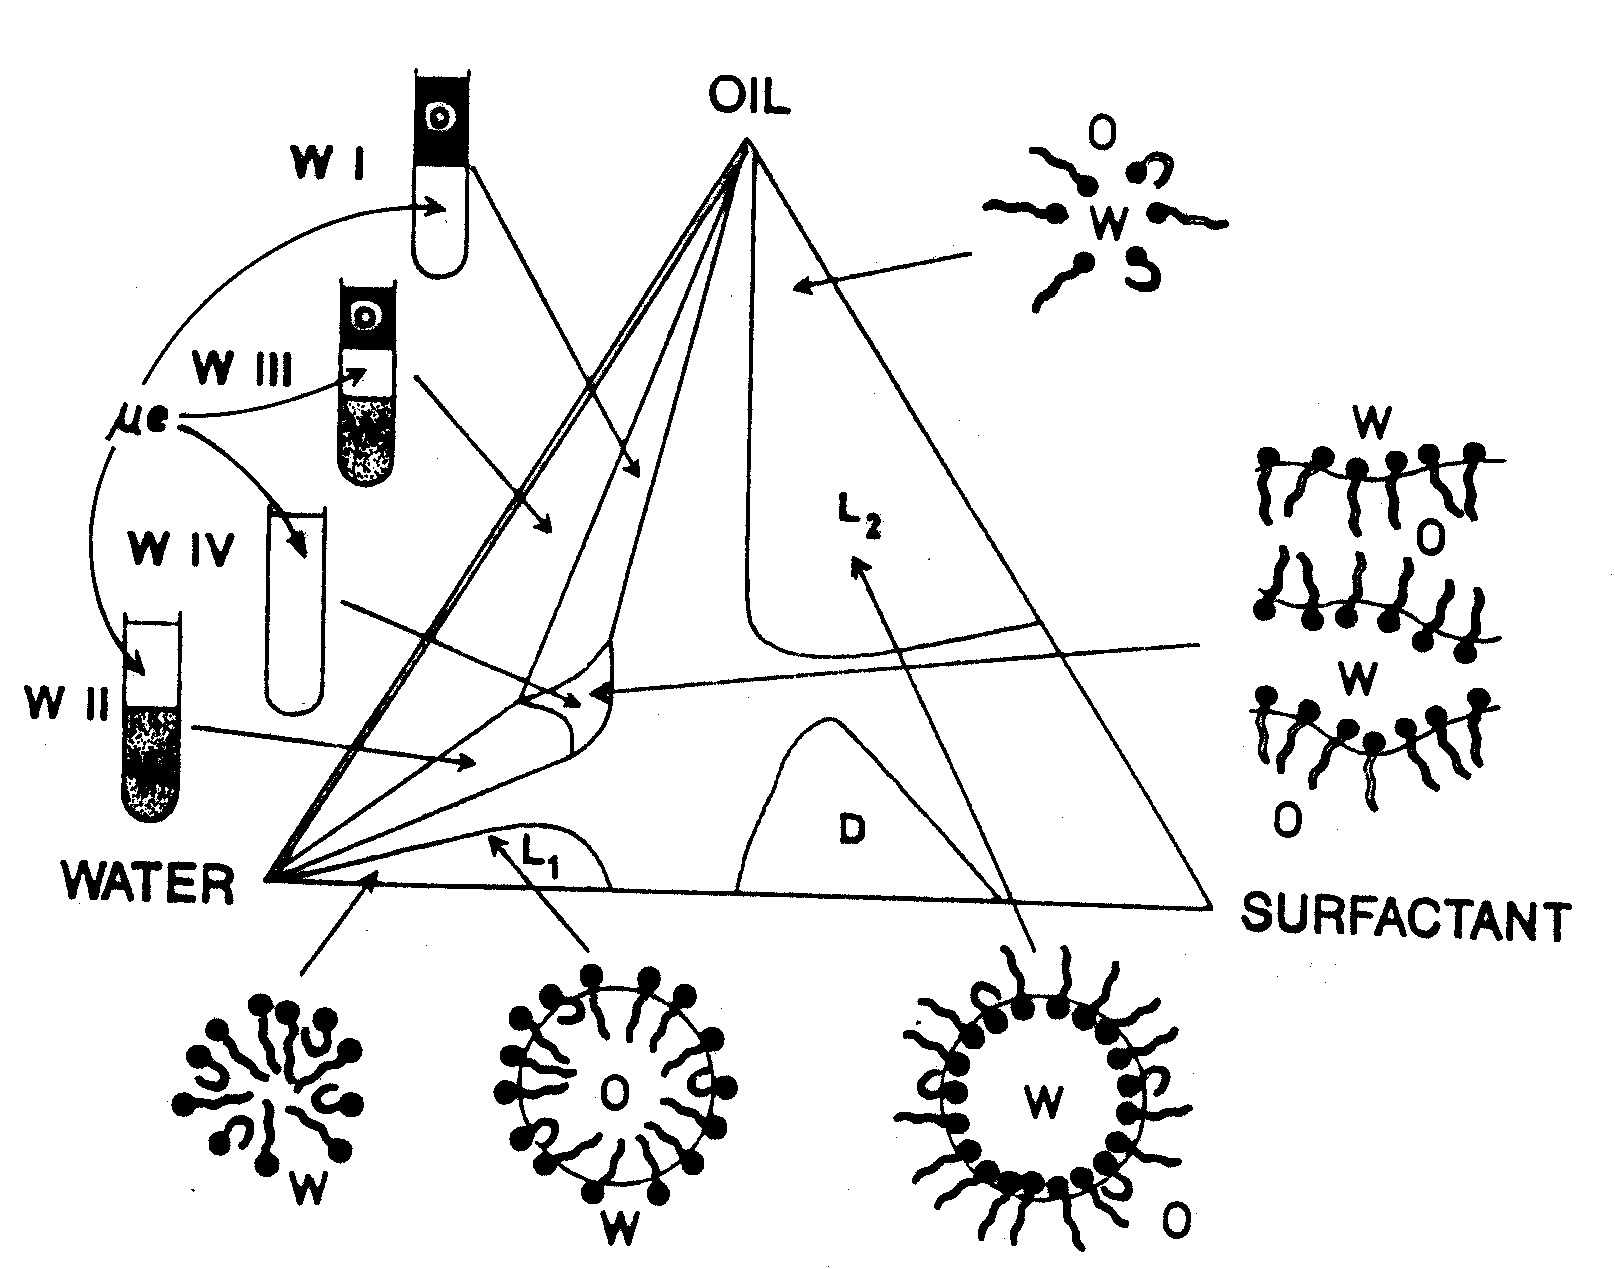 OIL
O
W I
W
W III
μe
W
L2
O
W IV
W
W II
O
D
L1
WATER
SURFACTANT
O
W
W
W
O